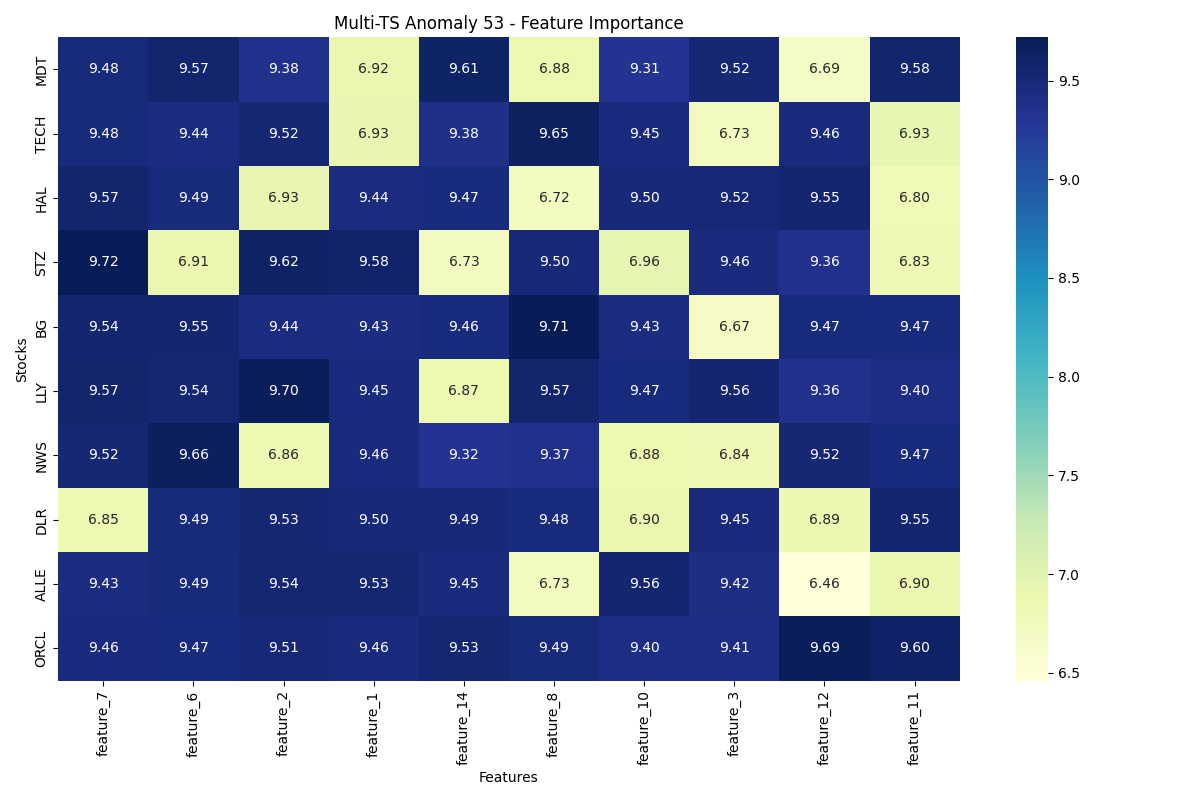 Multi-TS Anomaly 53 - Feature Importance
MDT 9.48 9.57 9.38 6.92 9.61 6.88 9.31 9.52 6.69 9.58
TECH 9.48 9.44 9.52 6.93 9.38 9.65 9.45 6.73 9.46 6.93
HAL 9.57 9.49 6.93 9.44 9.47 6.72 9.50 9.52 9.55 6.80
STZ 9.72 6.91 9.62 9.58 6.73 9.50 6.96 9.46 9.36 6.83
BG 9.54 9.55 9.44 9.43 9.46 9.71 9.43 6.67 9.47 9.47
LLY 9.57 9.54 9.70 9.45 6.87 9.57 9.47 9.56 9.36 9.40
NWS 9.52 9.66 6.86 9.46 9.32 9.37 6.88 6.84 9.52 9.47
DLR 6.85 9.49 9.53 9.50 9.49 9.48 6.90 9.45 6.89 9.55
ALLE 9.43 9.49 9.54 9.53 9.45 6.73 9.56 9.42 6.46 6.90
ORCL 9.46 9.47 9.51 9.46 9.53 9.49 9.40 9.41 9.69 9.60
feature_7 feature_6 feature_2 feature_1 feature_14 feature_8 feature_10 feature_3 feature_12 feature_11
Features
Stocks
9.5
9.0
8.5
8.0
7.5
7.0
6.5